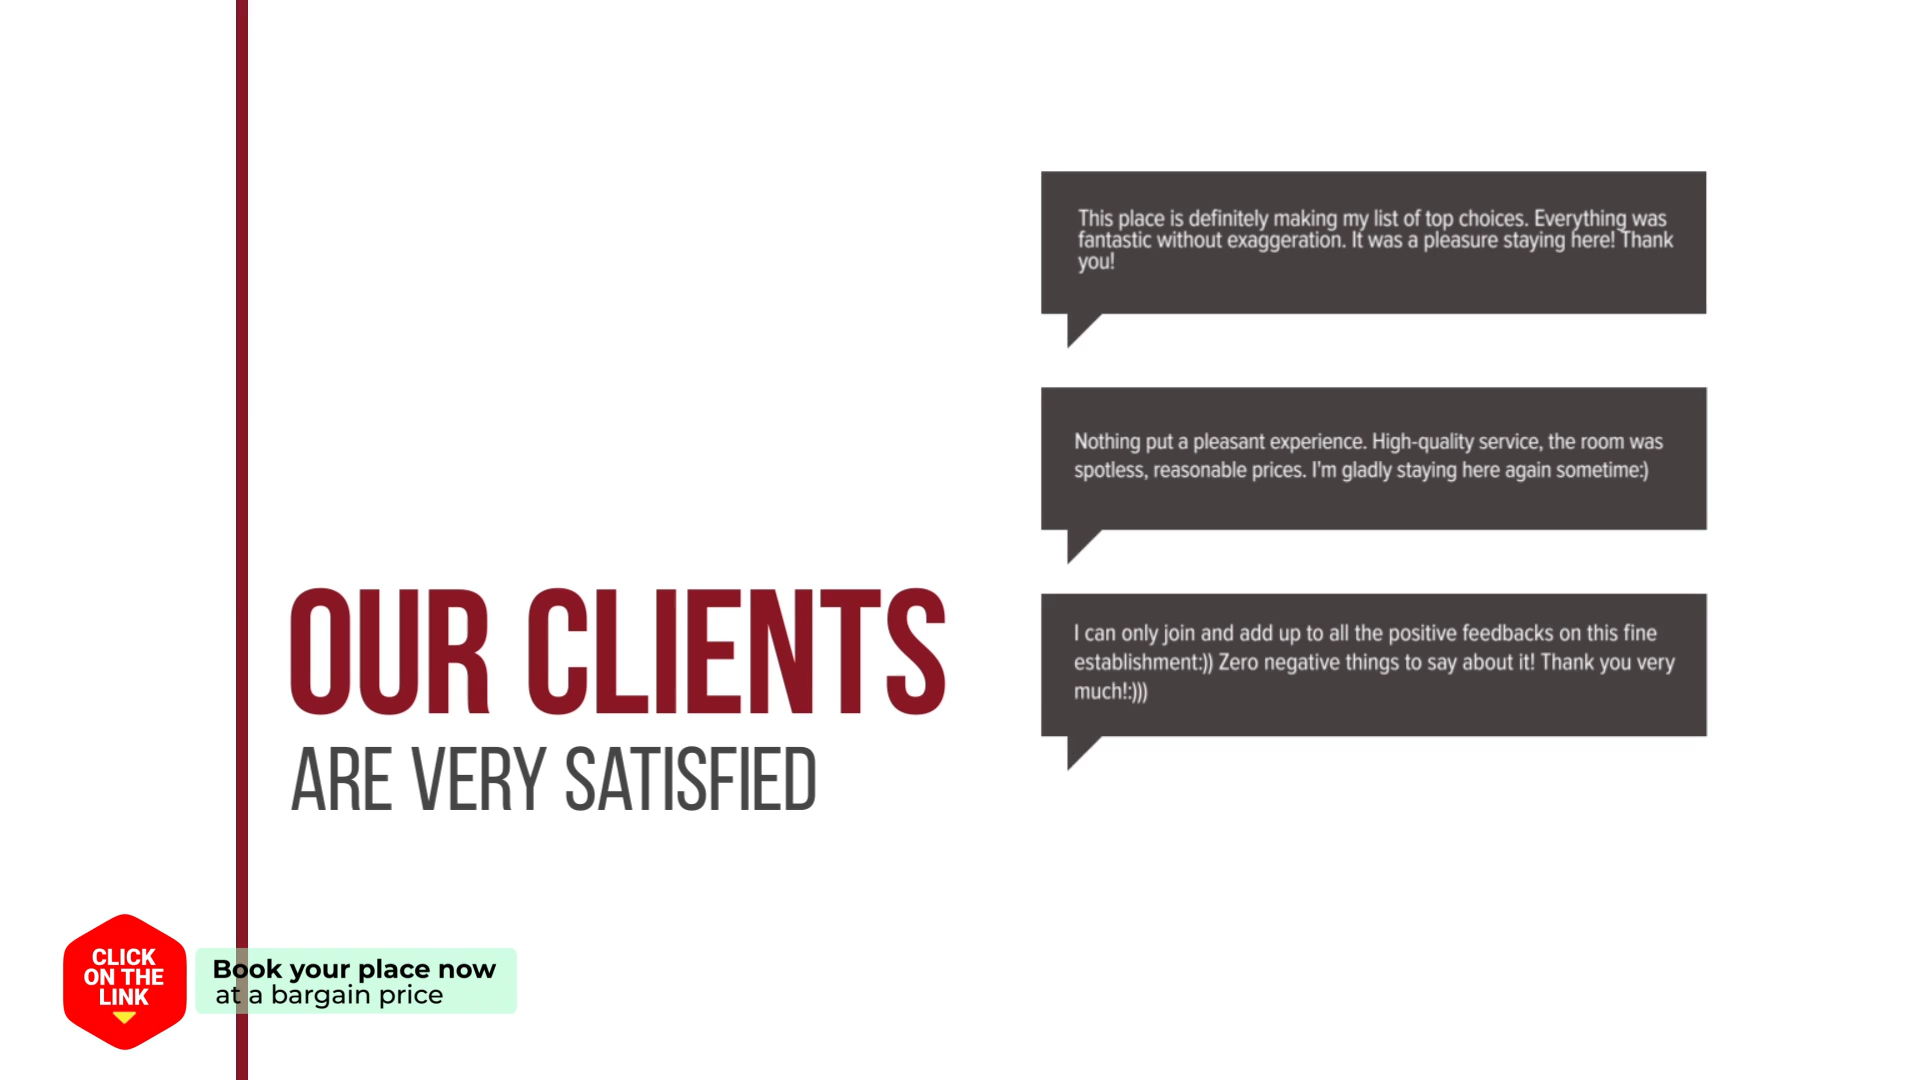 This place is definitely making my list of top choices. Everything was
fantastic without exaggeration. It was a pleasure staying here! Thank
you!
Nothing put a pleasant experience. High-quality service, the room was
spotless, reasonable prices. I'm gladly staying here again sometime:)
I can only join and add up to all the positive feedbacks on this fine
establishment:)) Zero negative things to say about it! Thank you very
much!:)))
OUR CLIENTS
ARE VERY SATISFIED
CLICK
ON THE
LINK
Book your place now
at a bargain price